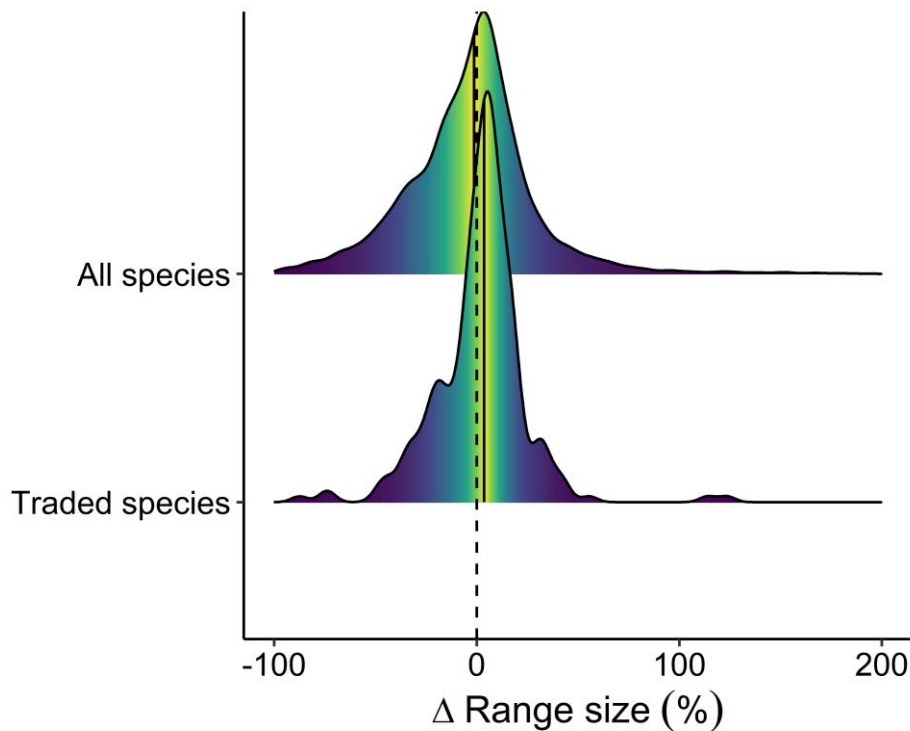 All species
Traded species
-100 0 100 200
Δ Range size (%)